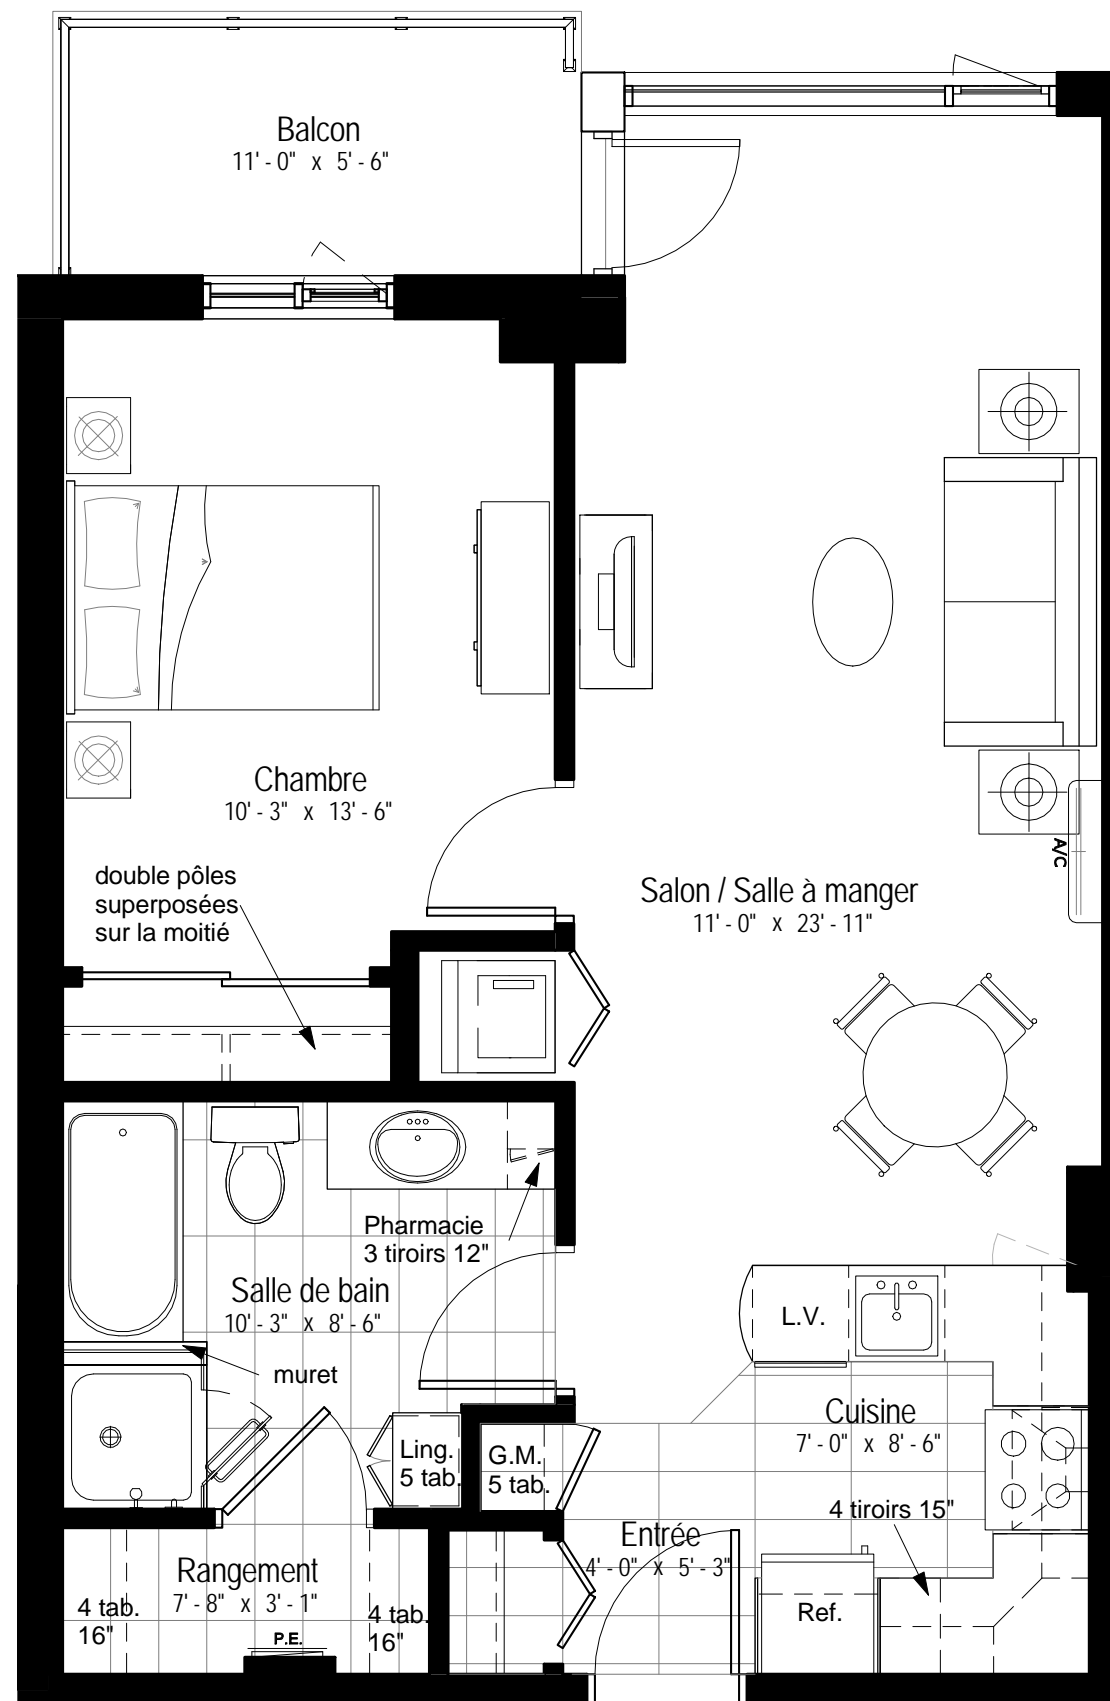 Balcon
11' - 0" x 5' - 6"
Chambre
10' - 3" x 13' - 6"
double pôles
superposées
sur la moitié
A/C
Salon / Salle à manger
11' - 0" x 23' - 11"
Pharmacie
3 tiroirs 12"
Salle de bain
10' - 3" x 8' - 6"
muret
L.V.
Cuisine
7' - 0" x 8' - 6"
Ling.
5 tab.
G.M.
5 tab.
4 tiroirs 15"
Entrée
4' - 0" x 5' - 3"
Rangement
7' - 8" x 3' - 1"
4 tab.
16"
4 tab.
16"
P.E.
Ref.